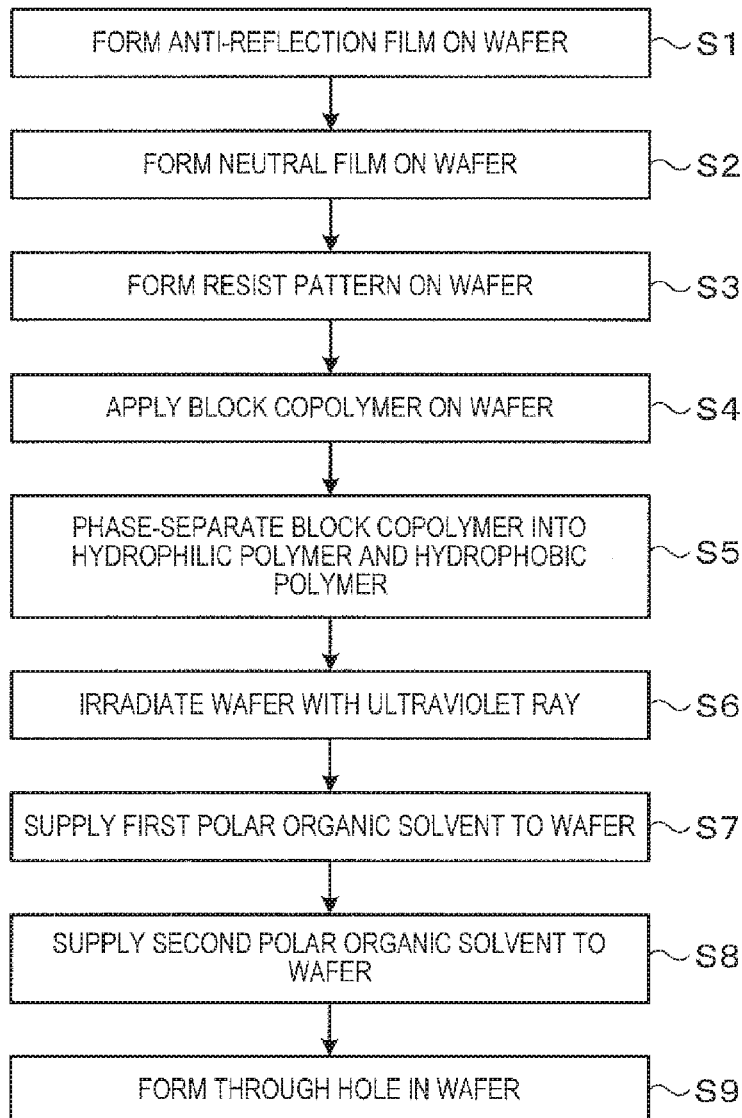 FORM ANTI-REFLECTION FILM ON WAFER S1
FORM NEUTRAL FILM ON WAFER S2
FORM RESIST PATTERN ON WAFER S3
APPLY BLOCK COPOLYMER ON WAFER S4
PHASE-SEPARATE BLOCK COPOLYMER INTO
HYDROPHILIC POLYMER AND HYDROPHOBIC S5
POLYMER
IRRADIATE WAFER WITH ULTRAVIOLET RAY S6
SUPPLY FIRST POLAR ORGANIC SOLVENT TO WAFER S7
SUPPLY SECOND POLAR ORGANIC SOLVENT TO S8
WAFER
FORM THROUGH HOLE IN WAFER S9